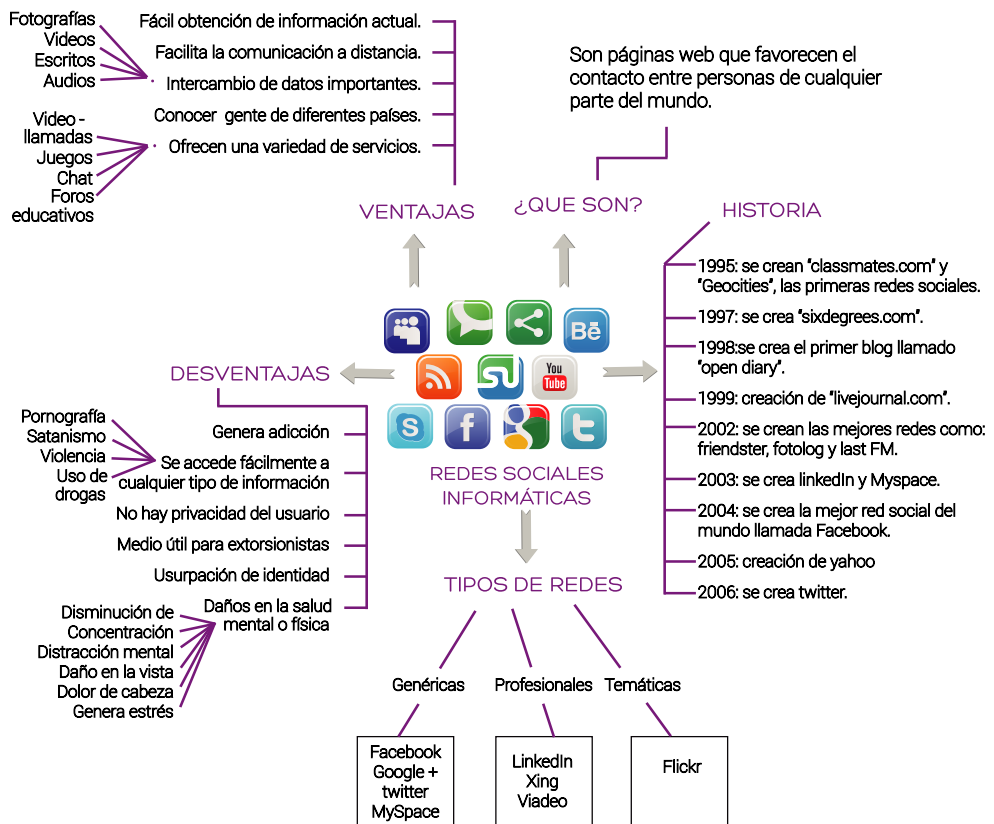 Fotografías
Videos
Escritos
Audios
Fácil obtención de información actual.
Facilita la comunicación a distancia.
Intercambio de datos importantes.
Conocer gente de diferentes países.
Ofrecen una variedad de servicios.
Video -
llamadas
Juegos
Chat
Foros
educativos
VENTAJAS
Son páginas web que favorecen el
contacto entre personas de cualquier
parte del mundo.
¿QUE SON?
HISTORIA
1995: se crean "classmates.com" y
"Geocities", las primeras redes sociales.
1997: se crea "sixdegrees.com".
1998:se crea el primer blog llamado
"open diary".
1999: creación de "livejournal.com".
2002: se crean las mejores redes como:
friendster, fotolog y last FM.
2003: se crea linkedIn y Myspace.
2004: se crea la mejor red social del
mundo llamada Facebook.
2005: creación de yahoo
2006: se crea twitter.
Bē
You
Tube
S
f
g
t
REDES SOCIALES
INFORMÁTICAS
DESVENTAJAS
Genera adicción
Pornografía
Satanismo
Violencia
Uso de
drogas
Se accede fácilmente a
cualquier tipo de información
No hay privacidad del usuario
Medio útil para extorsionistas
Usurpación de identidad
Daños en la salud
mental o física
Disminución de
Concentración
Distracción mental
Daño en la vista
Dolor de cabeza
Genera estrés
TIPOS DE REDES
Genéricas
Profesionales
Temáticas
Facebook
Google +
twitter
MySpace
LinkedIn
Xing
Viadeo
Flickr